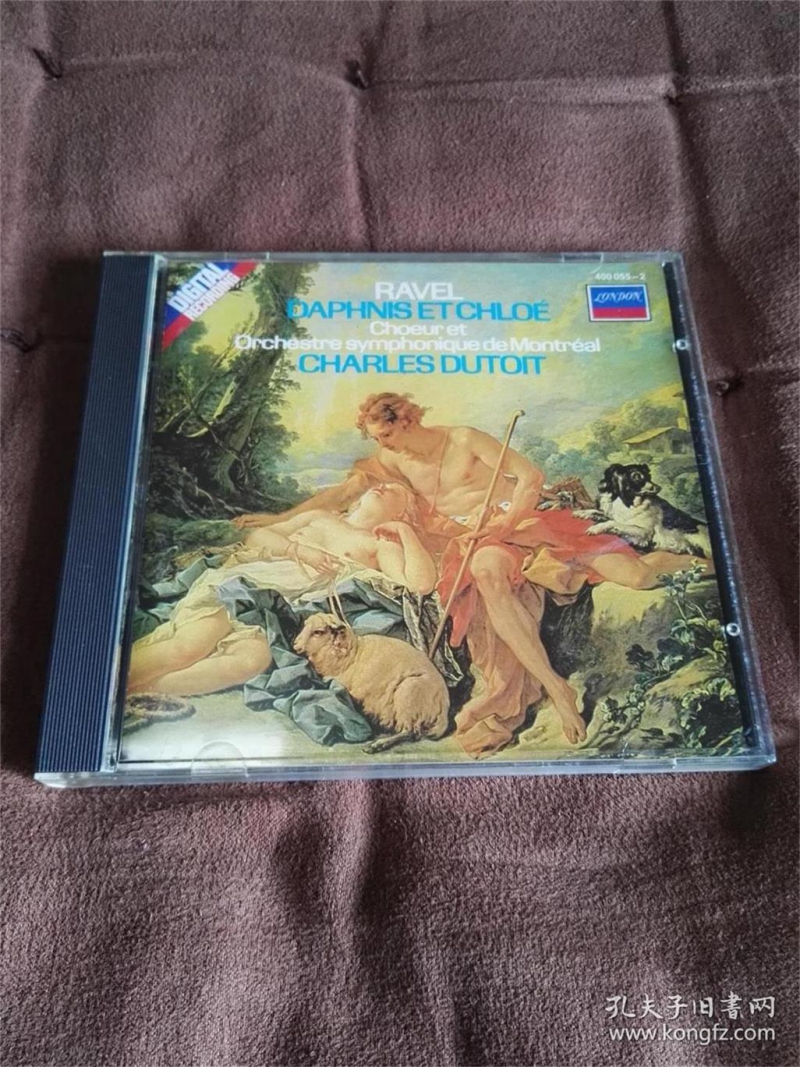 DIGITAL
RECORDING
400 055-2
LONDON
RAVEL
DAPHNIS ET CHLOÉ
Choeur et
Orchestre symphonique de Montréal
CHARLES DUTOIT
孔夫子旧書网
www.kongfz.com